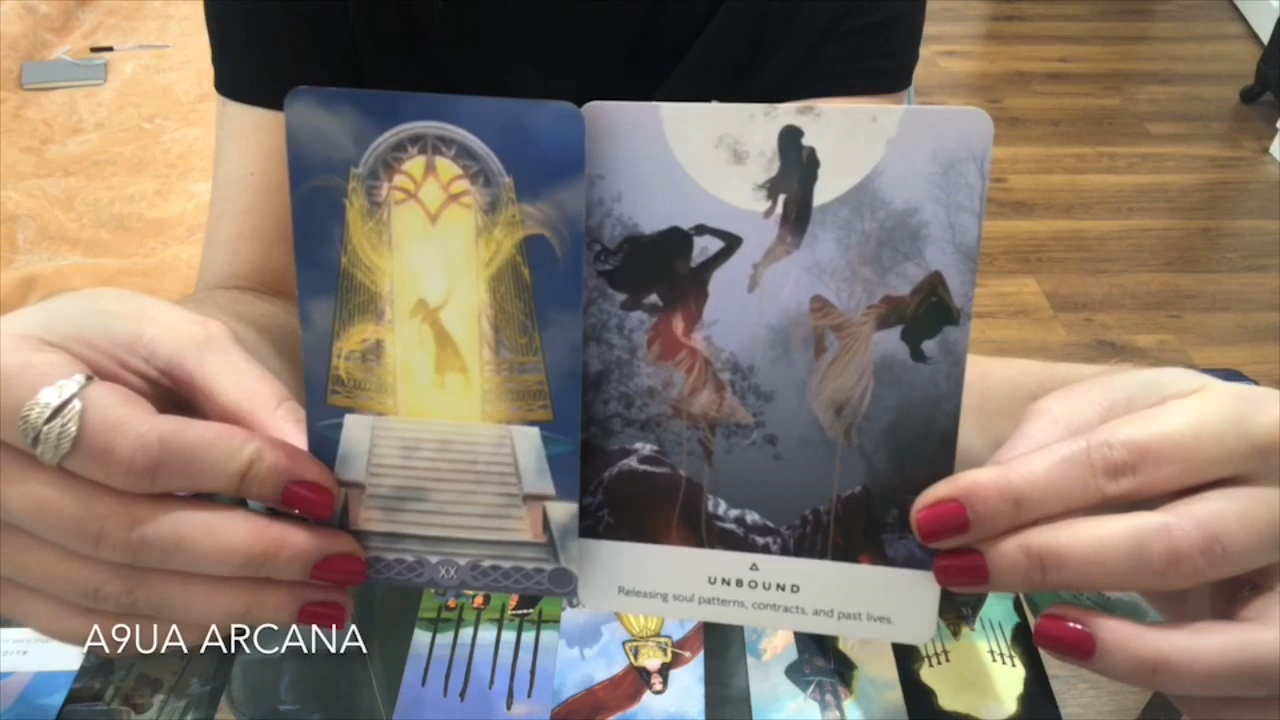 XX
UNBOUND
Releasing soul patterns, contracts, and past lives.
A9UA ARCANA